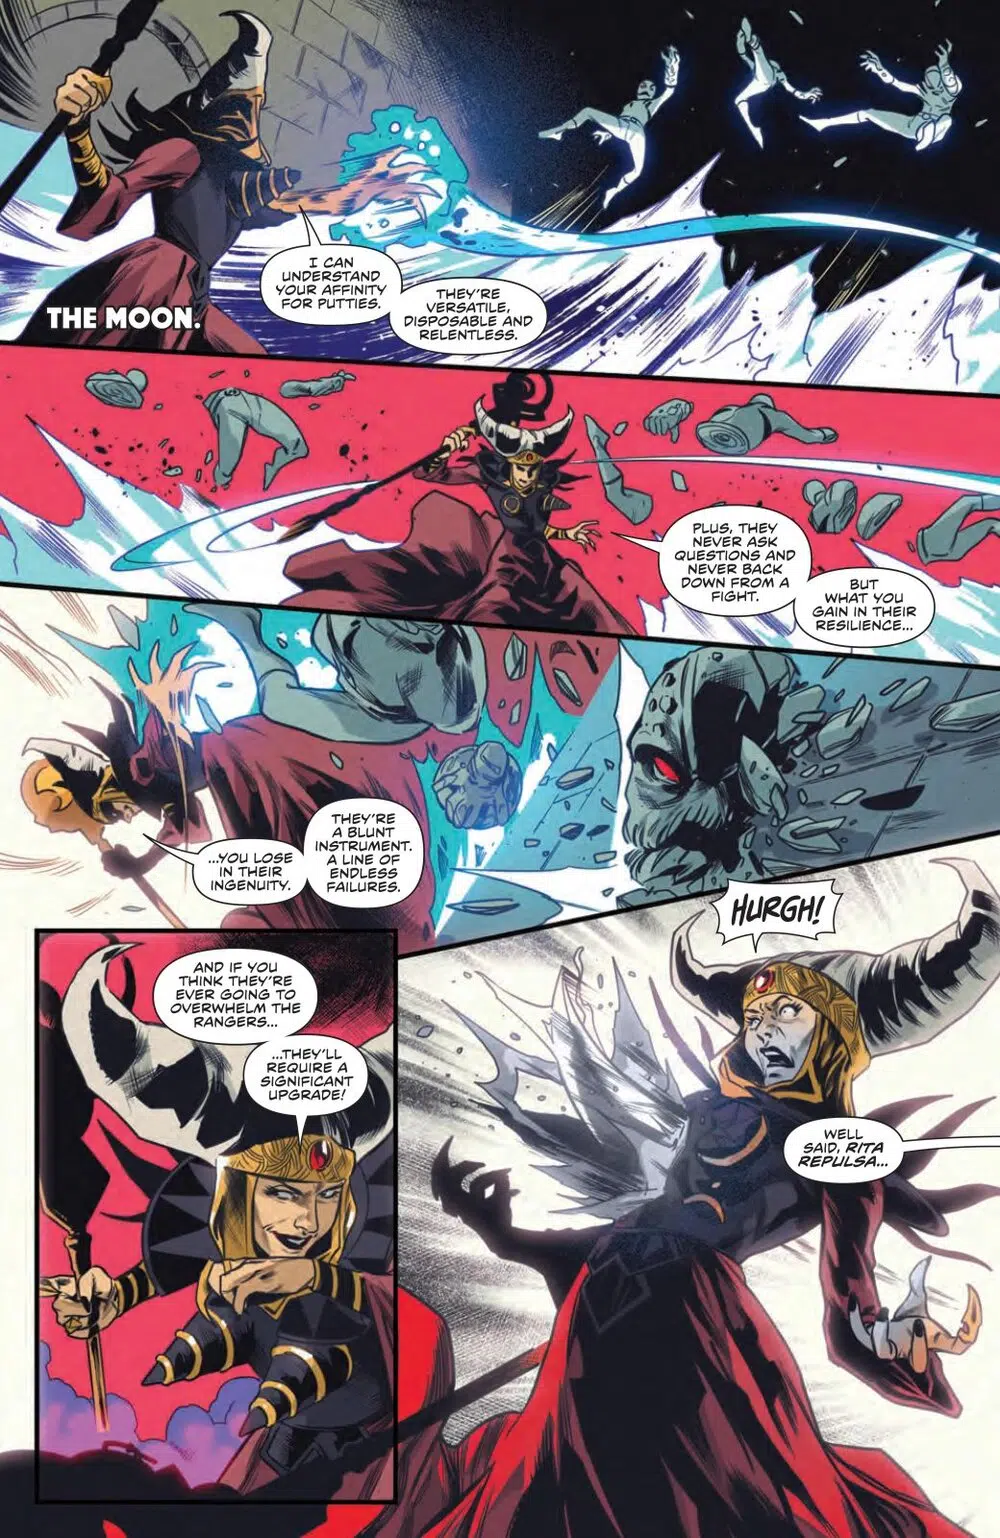 I CAN
UNDERSTAND
YOUR AFFINITY
FOR PUTTIES.
THEY'RE
VERSATILE,
DISPOSABLE AND
RELENTLESS.
THE MOON.
PLUS, THEY
NEVER ASK
QUESTIONS AND
NEVER BACK
DOWN FROM A
FIGHT.
BUT
WHAT YOU
GAIN IN THEIR
RESILIENCE...
...YOU LOSE
IN THEIR
INGENUITY.
THEY'RE
A BLUNT
INSTRUMENT.
A LINE OF
ENDLESS
FAILURES.
AND IF YOU
THINK THEY'RE
EVER GOING TO
OVERWHELM THE
RANGERS...
...THEY'LL
REQUIRE A
SIGNIFICANT
UPGRADE!
HURGH!
WELL
SAID, RITA
REPULSA...